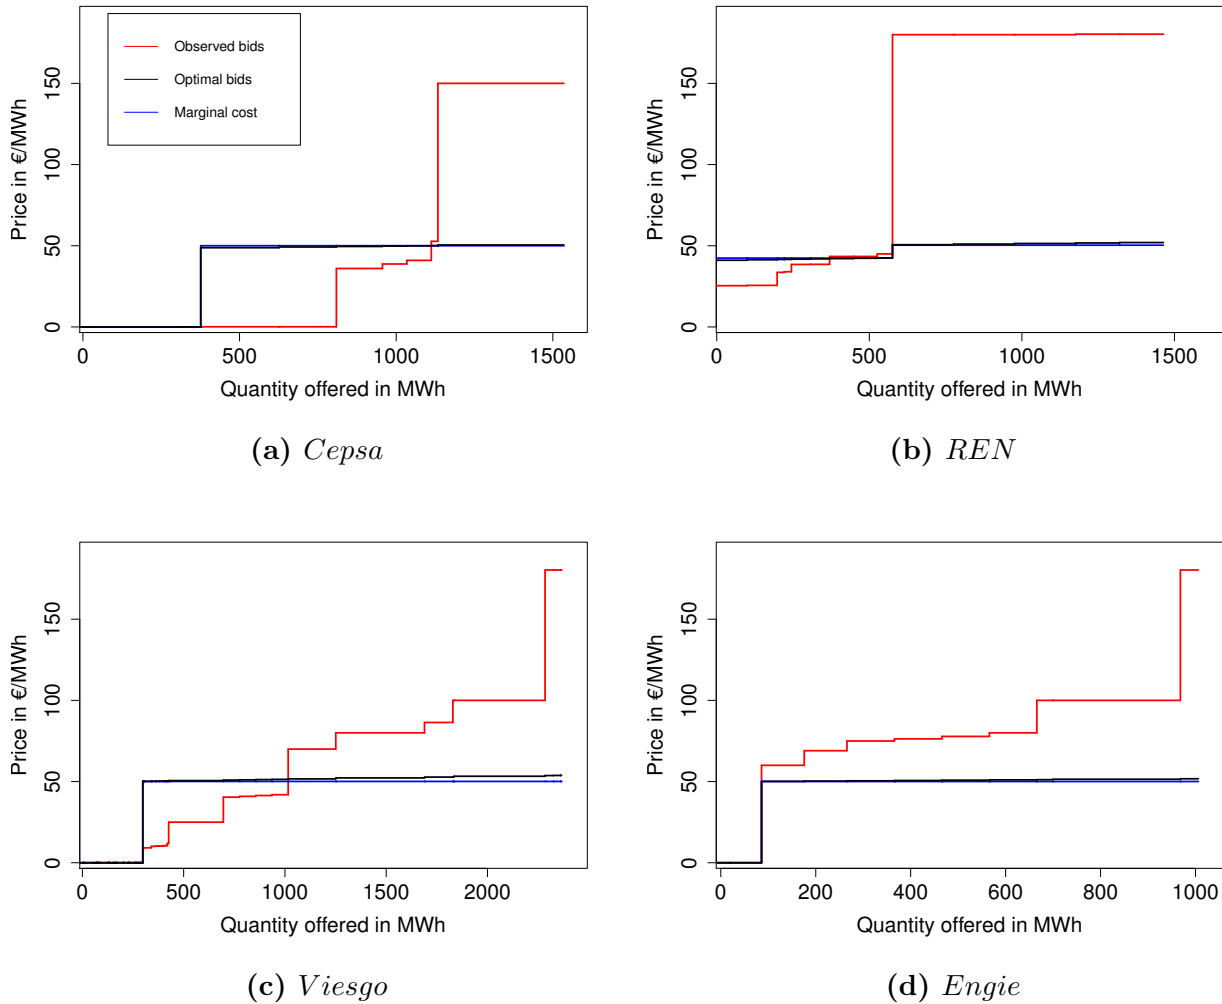 Observed bids
Optimal bids
Marginal cost
Price in €/MWh
0 50 100 150
0 500 1000 1500
Quantity offered in MWh
(a) Cepsa
Price in €/MWh
0 50 100 150
0 500 1000 1500
Quantity offered in MWh
(b) REN
Price in €/MWh
0 50 100 150
0 500 1000 1500 2000
Quantity offered in MWh
(c) Viesgo
Price in €/MWh
0 50 100 150
0 200 400 600 800 1000
Quantity offered in MWh
(d) Engie